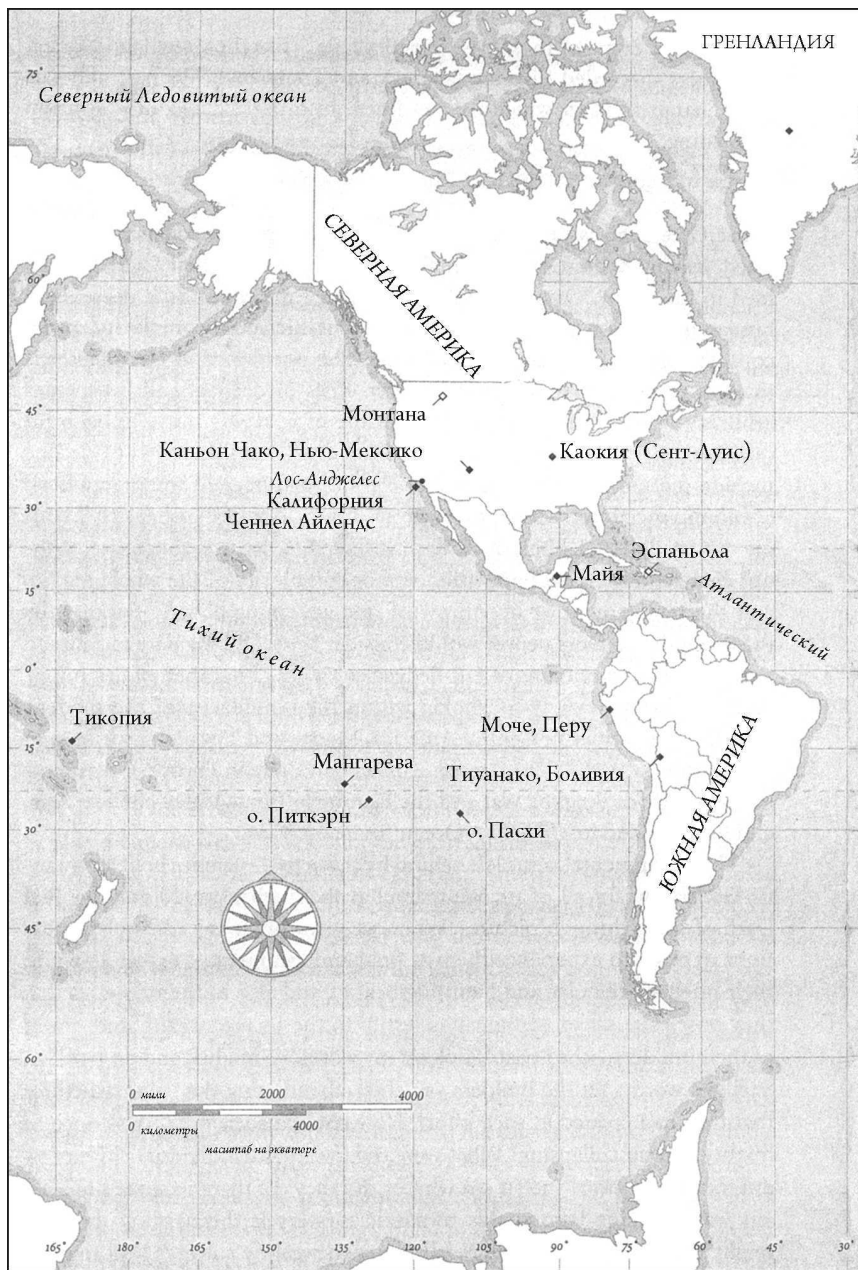 ГРЕНЛАНДИЯ
75°
Северный Ледовитый океан
СЕВЕРНАЯ АМЕРИКА
60°
45°
Монтана
Каньон Чако, Нью-Мексико
Каокия (Сент-Луис)
Лос-Анджелес
Калифорния
Ченнел Айлендс
30°
Эспаньола
Майя
15°
Атлантический
Тихий океан
0°
Тикопия
Моче, Перу
15°
Мангарева
Тиуанако, Боливия
о. Питкэрн
о. Пасхи
30°
ЮЖНАЯ АМЕРИКА
45°
60°
0 мили 2000 4000
0 километры 4000
масштаб на экваторе
165° 180° 150° 135° 120° 105° 90° 75° 60° 45° 30°